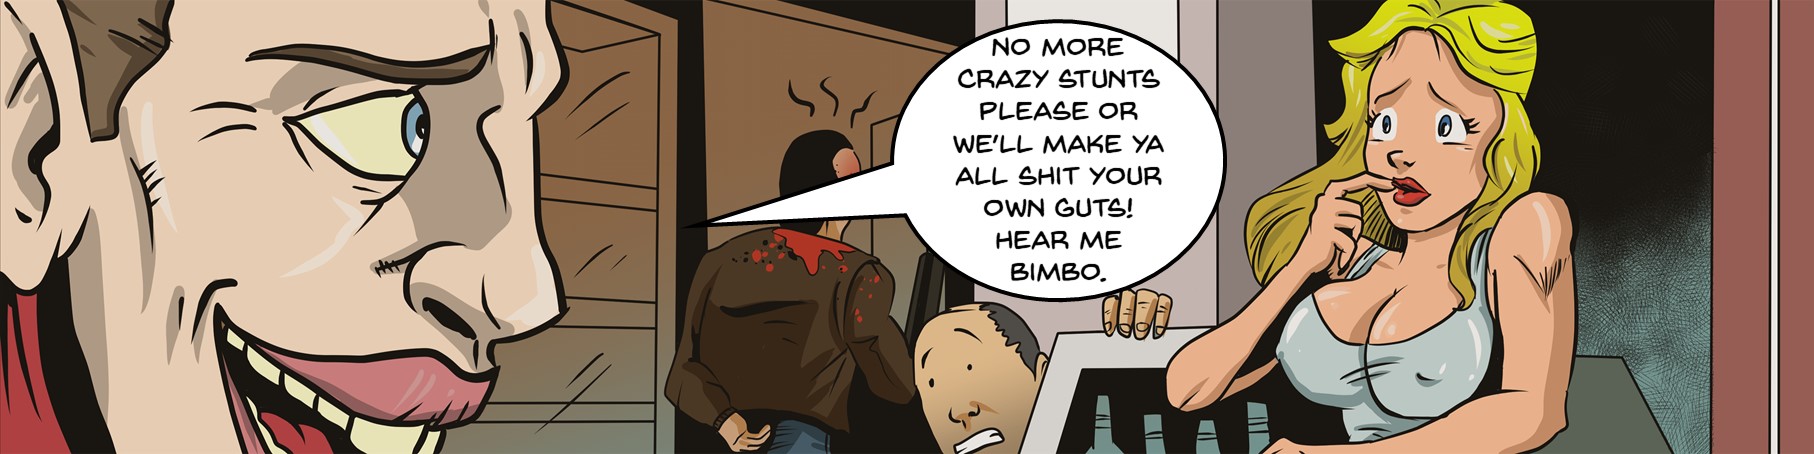 NO MORE
CRAZY STUNTS
PLEASE OR
WE'LL MAKE YA
ALL SHIT YOUR
OWN GUTS!
HEAR ME
BIMBO.